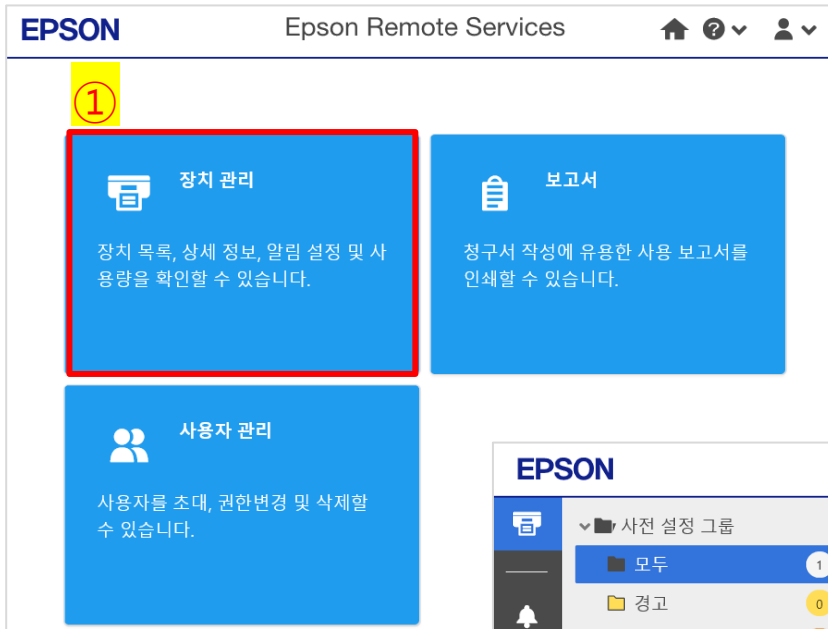 EPSON Epson Remote Services
①
장치 관리
장치 목록, 상세 정보, 알림 설정 및 사
용량을 확인할 수 있습니다.
보고서
청구서 작성에 유용한 사용 보고서를
인쇄할 수 있습니다.
사용자 관리
사용자를 초대, 권한변경 및 삭제할
수 있습니다.
EPSON
사전 설정 그룹
모두 1
경고 0